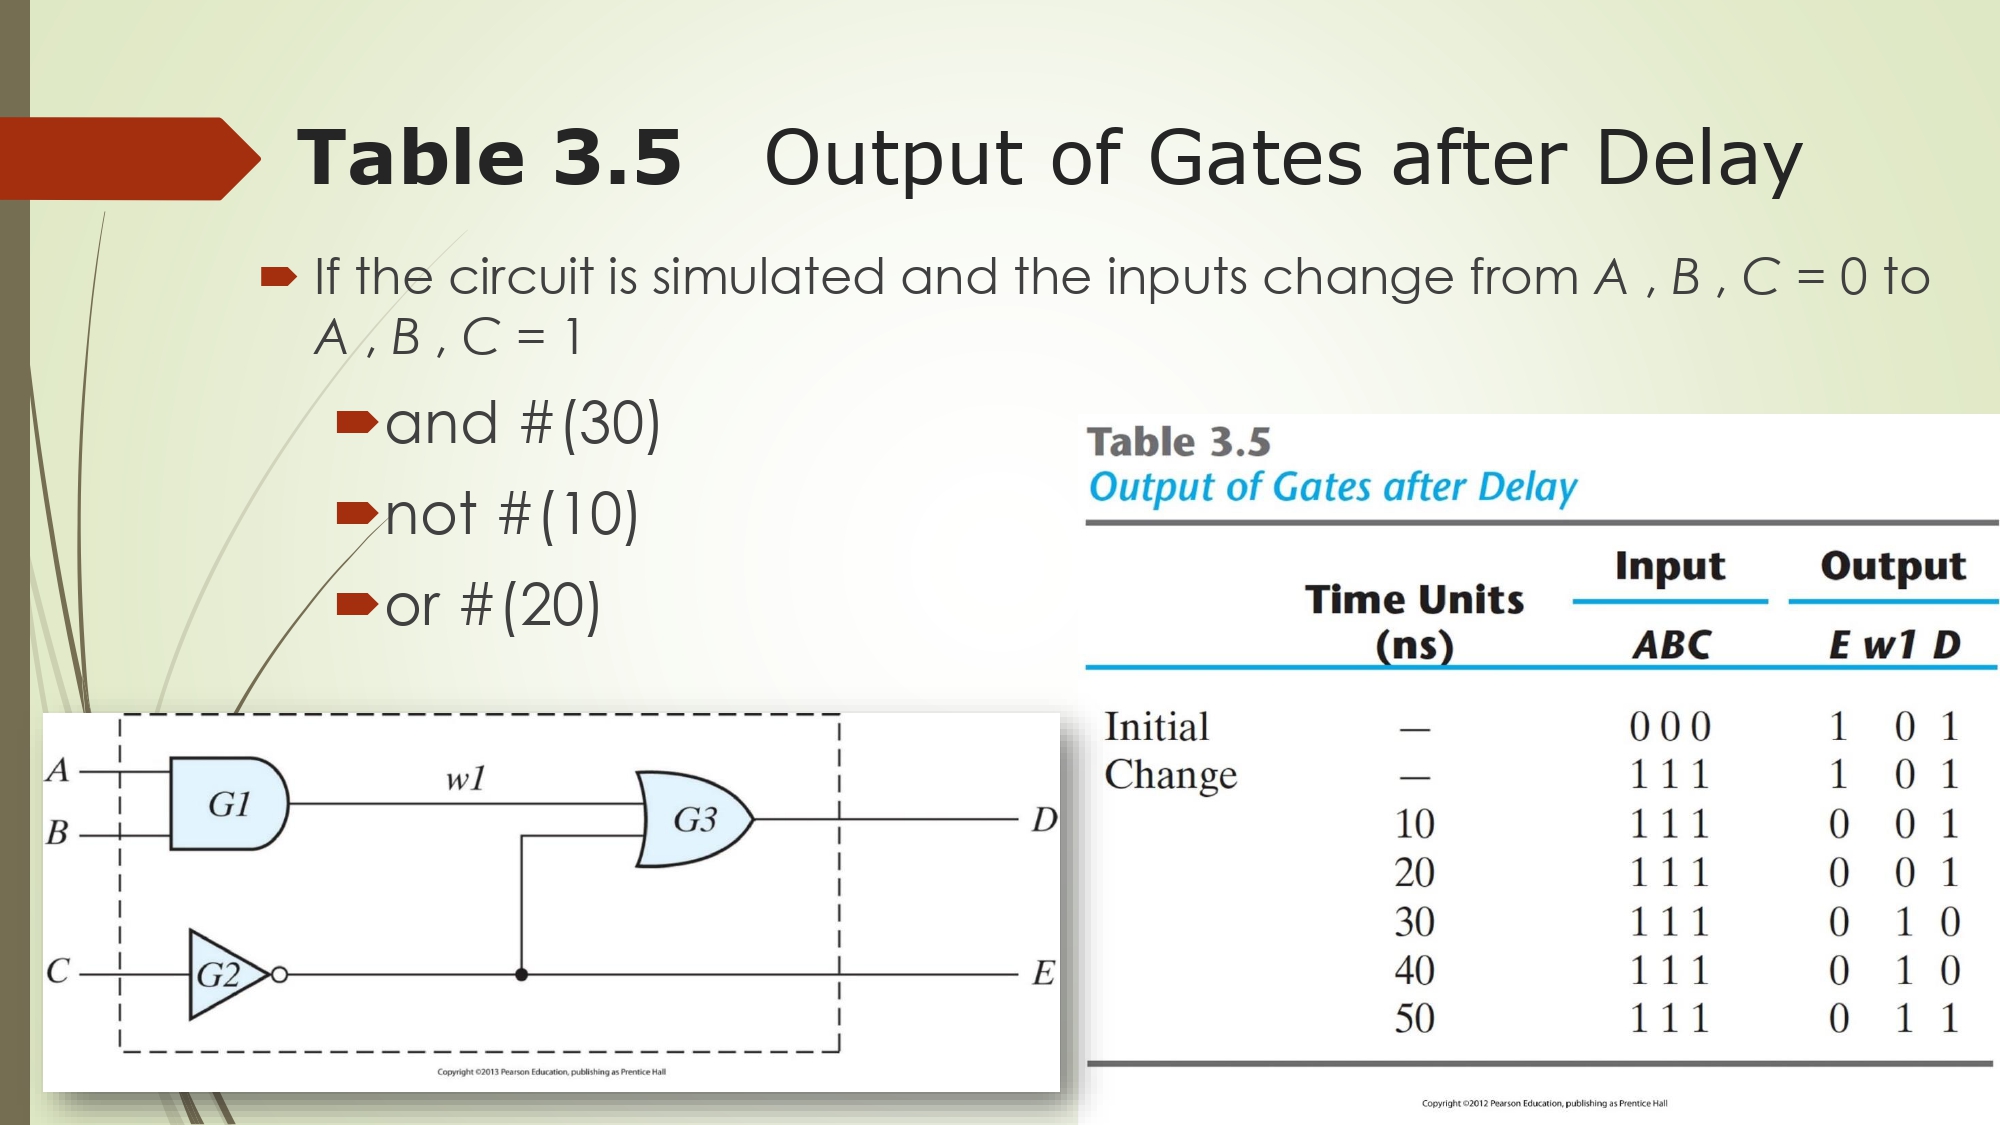 Table 3.5 Output of Gates after Delay
If the circuit is simulated and the inputs change from A , B , C = 0 to
A , B , C = 1
and #(30)
not #(10)
or #(20)
A
B
C
G1
G2
w1
G3
D
E
Copyright ©2013 Pearson Education, publishing as Prentice Hall
Table 3.5
Output of Gates after Delay
Input Output
Time Units
(ns) ABC E w1 D
Initial — 0 0 0 1 0 1
Change — 1 1 1 1 0 1
10 1 1 1 0 0 1
20 1 1 1 0 0 1
30 1 1 1 0 1 0
40 1 1 1 0 1 0
50 1 1 1 0 1 1
Copyright ©2012 Pearson Education, publishing as Prentice Hall